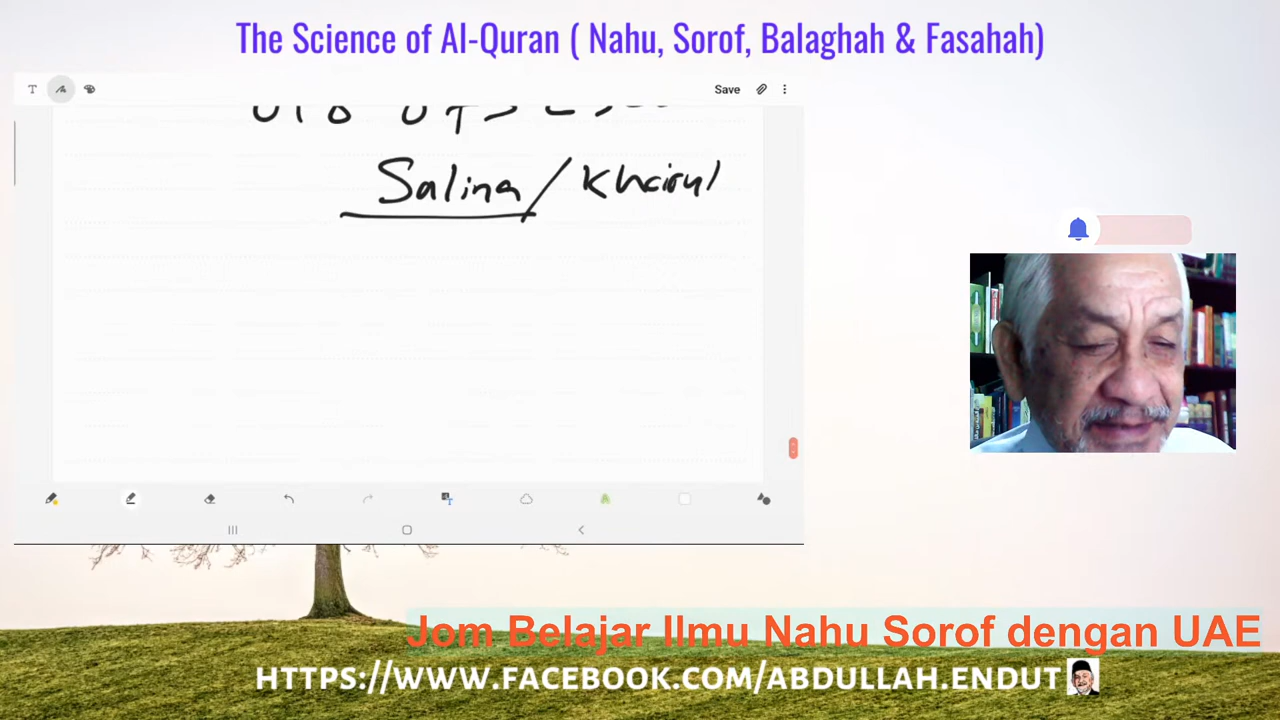 The Science of Al-Quran ( Nahu, Sorof, Balaghah & Fasahah)
T Save
Salina / Khairul
Jom Belajar Ilmu Nahu Sorof dengan UAE
HTTPS://WWW.FACEBOOK.COM/ABDULLAH.ENDUT